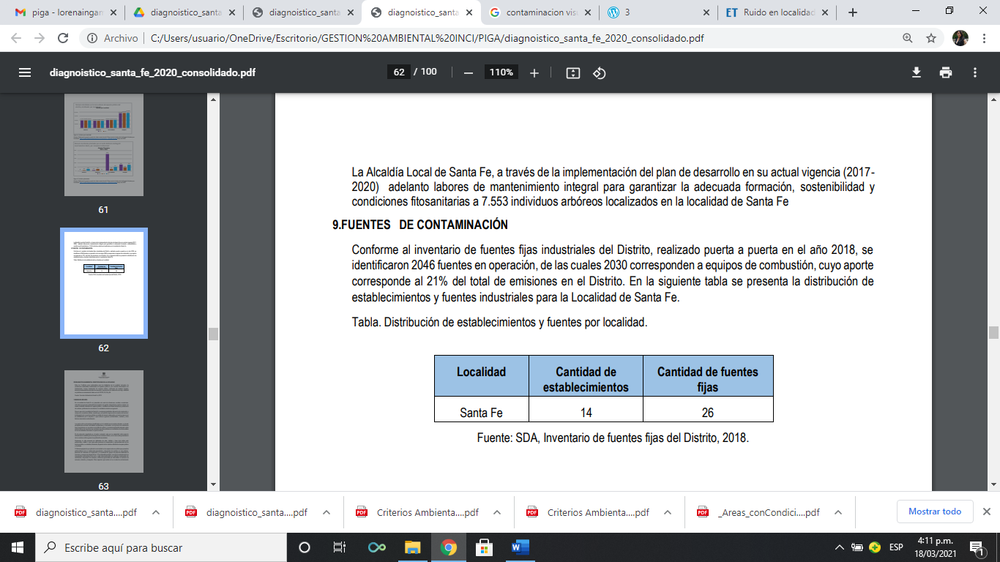 piga - lorenaingam
diagnoistico_santa
diagnoistico_santa
diagnoistico_santa
contaminacion visu
3
ET Ruido en localidad
Archivo C:/Users/usuario/OneDrive/Escritorio/GESTION%20AMBIENTAL%20INCI/PIGA/diagnoistico_santa_fe_2020_consolidado.pdf
diagnoistico_santa_fe_2020_consolidado.pdf
62 / 100
110%
61
62
63
La Alcaldía Local de Santa Fe, a través de la implementación del plan de desarrollo en su actual vigencia (2017-
2020) adelanto labores de mantenimiento integral para garantizar la adecuada formación, sostenibilidad y
condiciones fitosanitarias a 7.553 individuos arbóreos localizados en la localidad de Santa Fe
9.FUENTES DE CONTAMINACIÓN
Conforme al inventario de fuentes fijas industriales del Distrito, realizado puerta a puerta en el año 2018, se
identificaron 2046 fuentes en operación, de las cuales 2030 corresponden a equipos de combustión, cuyo aporte
corresponde al 21% del total de emisiones en el Distrito. En la siguiente tabla se presenta la distribución de
establecimientos y fuentes industriales para la Localidad de Santa Fe.
Tabla. Distribución de establecimientos y fuentes por localidad.
Localidad
Cantidad de
establecimientos
Cantidad de fuentes
fijas
Santa Fe 14 26
Fuente: SDA, Inventario de fuentes fijas del Distrito, 2018.
diagnoistico_santa....pdf
diagnoistico_santa....pdf
Criterios Ambienta....pdf
Criterios Ambienta....pdf
_Areas_conCondici....pdf
Mostrar todo
Escribe aquí para buscar
ESP
4:11 p.m.
18/03/2021
1